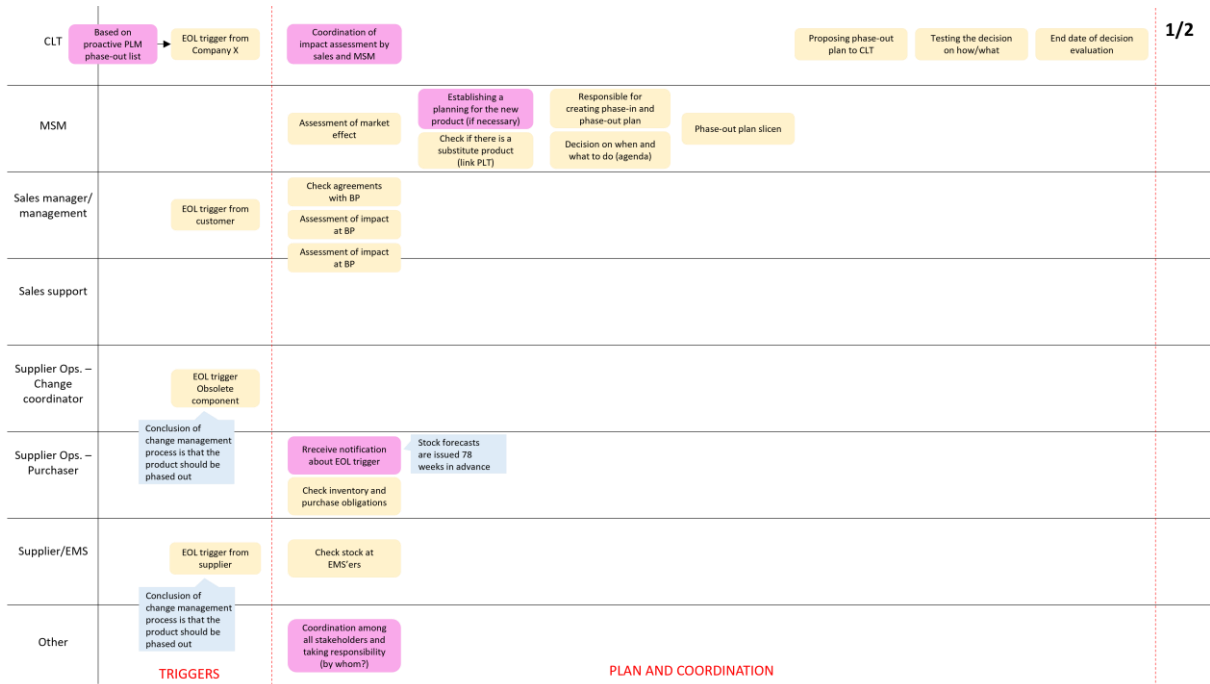 1/2
CLT
Based on
proactive PLM
phase-out list
EOL trigger from
Company X
Coordination of
impact assessment by
sales and MSM
Proposing phase-out
plan to CLT
Testing the decision
on how/what
End date of decision
evaluation
MSM
Assessment of market
effect
Establishing a
planning for the new
product (if necessary)
Check if there is a
substitute product
(link PLT)
Responsible for
creating phase-in and
phase-out plan
Decision on when and
what to do (agenda)
Phase-out plan slicen
Sales manager/
management
EOL trigger from
customer
Check agreements
with BP
Assessment of impact
at BP
Assessment of impact
at BP
Sales support
Supplier Ops. –
Change
coordinator
EOL trigger
Obsolete
component
Conclusion of
change management
process is that the
product should be
phased out
Supplier Ops. –
Purchaser
Rreceive notification
about EOL trigger
Stock forecasts
are issued 78
weeks in advance
Check inventory and
purchase obligations
Supplier/EMS
EOL trigger from
supplier
Check stock at
EMS'ers
Conclusion of
change management
process is that the
product should be
phased out
Other
Coordination among
all stakeholders and
taking responsibility
(by whom?)
TRIGGERS
PLAN AND COORDINATION